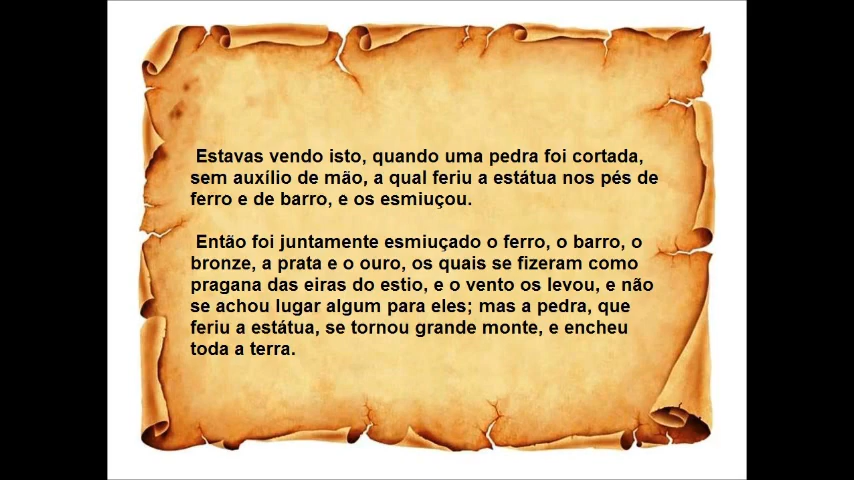 Estavas vendo isto, quando uma pedra foi cortada,
sem auxílio de mão, a qual feriu a estátua nos pés de
ferro e de barro, e os esmiuçou.
Então foi juntamente esmiuçado o ferro, o barro, o
bronze, a prata e o ouro, os quais se fizeram como
pragana das eiras do estio, e o vento os levou, e não
se achou lugar algum para eles; mas a pedra, que
feriu a estátua, se tornou grande monte, e encheu
toda a terra.